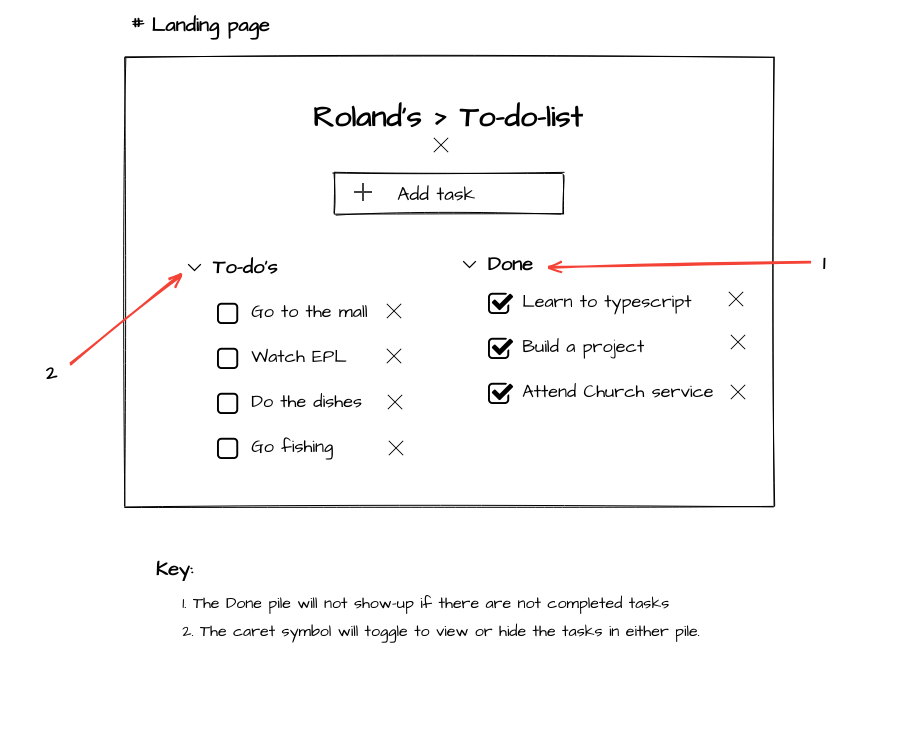 # Landing page
Roland's > To-do-list
Add task
To-do's
Go to the mall
Watch EPL
Do the dishes
Go fishing
Done
Learn to typescript
Build a project
Attend Church service
1
2
Key:
1. The Done pile will not show-up if there are not completed tasks
2. The caret symbol will toggle to view or hide the tasks in either pile.